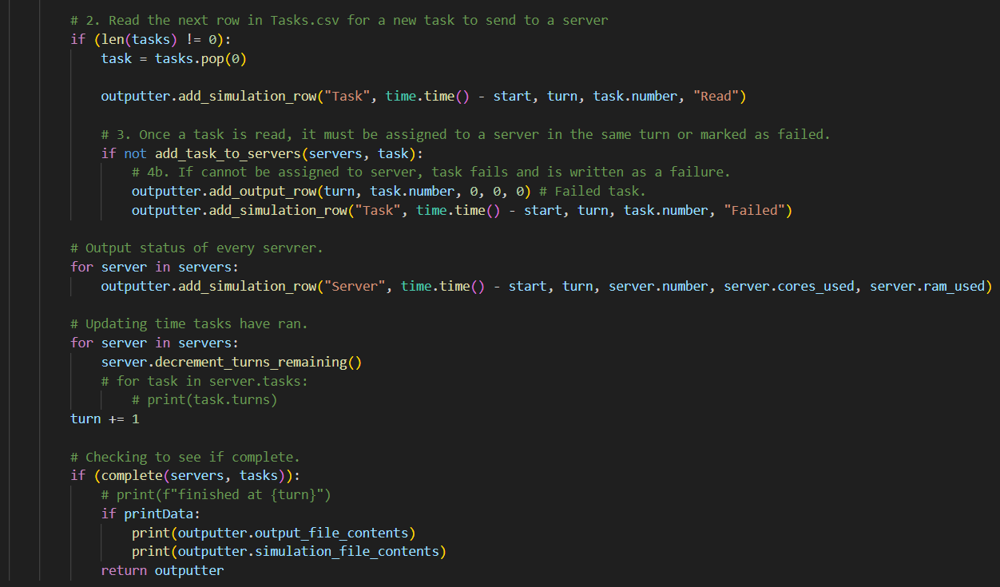 # 2. Read the next row in Tasks.csv for a new task to send to a server
if (len(tasks) != 0):
task = tasks.pop(0)
outputter.add_simulation_row("Task", time.time() - start, turn, task.number, "Read")
# 3. Once a task is read, it must be assigned to a server in the same turn or marked as failed.
if not add_task_to_servers(servers, task):
# 4b. If cannot be assigned to server, task fails and is written as a failure.
outputter.add_output_row(turn, task.number, 0, 0, 0) # Failed task.
outputter.add_simulation_row("Task", time.time() - start, turn, task.number, "Failed")
# Output status of every servrer.
for server in servers:
outputter.add_simulation_row("Server", time.time() - start, turn, server.number, server.cores_used, server.ram_used)
# Updating time tasks have ran.
for server in servers:
server.decrement_turns_remaining()
# for task in server.tasks:
# print(task.turns)
turn += 1
# Checking to see if complete.
if (complete(servers, tasks)):
# print(f"finished at {turn}")
if printData:
print(outputter.output_file_contents)
print(outputter.simulation_file_contents)
return outputter